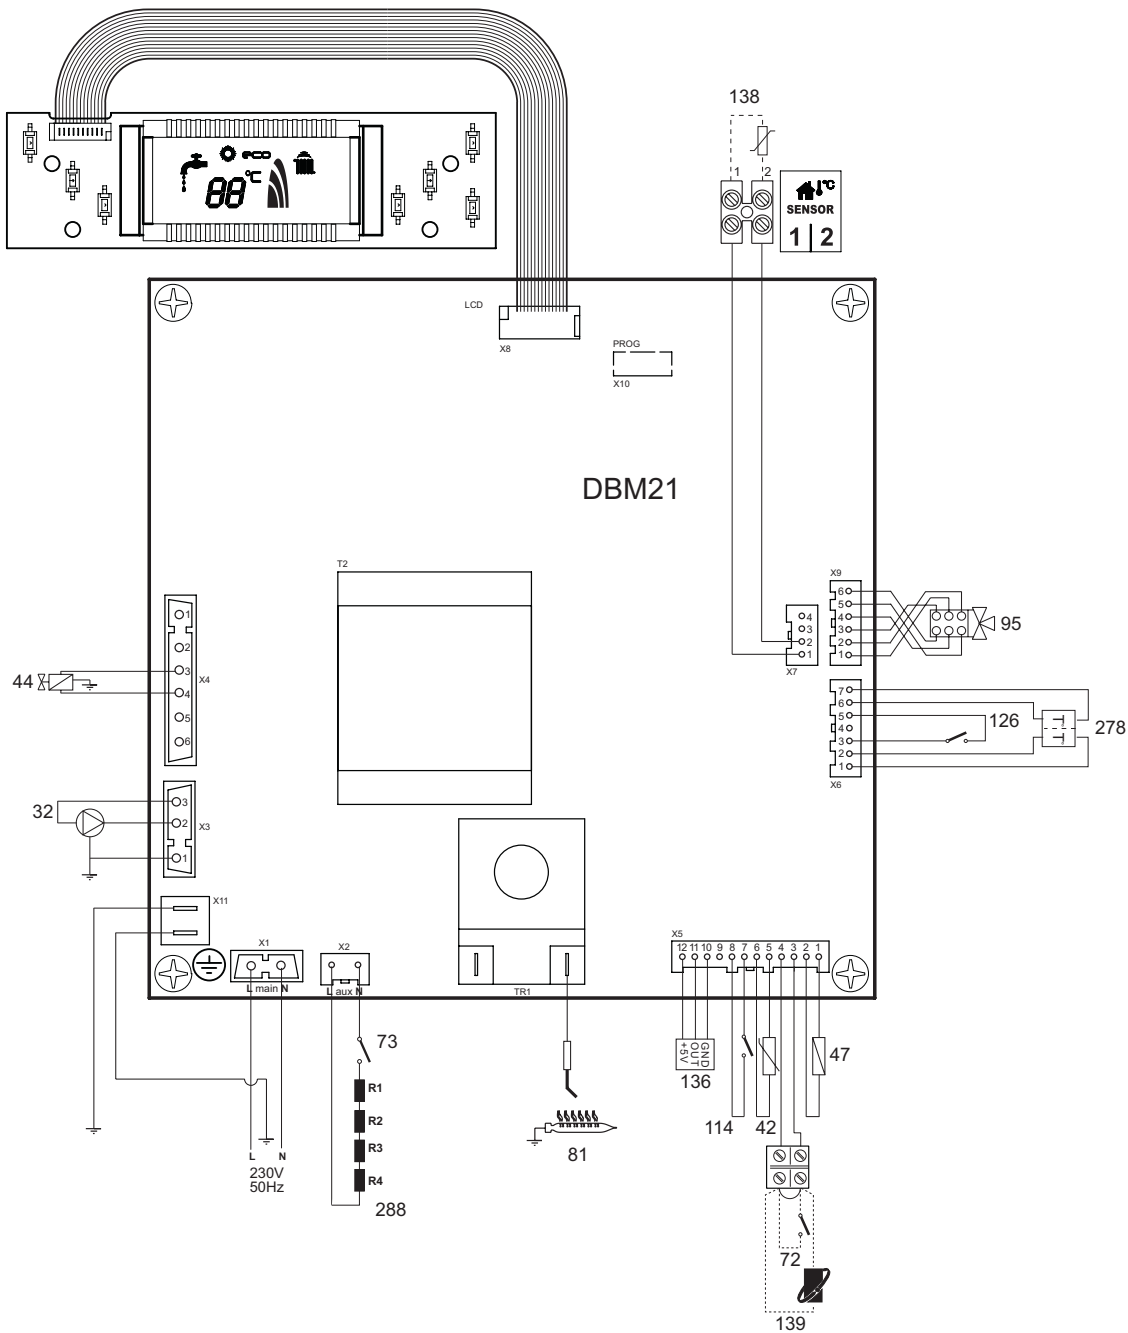 138
eco
88 °C
1 2
°C
SENSOR
1 | 2
LCD
X8
PROG
X10
DBM21
T2
X9
6
5
4
3
2
1
95
4
3
2
1
X7
1
2
3
4
5
6
X4
44
7
6
5
4
3
2
1
X6
126
278
3
2
1
X3
32
X11
X1
L main N
X2
L aux N
TR1
X5
12 11 10 9 8 7 6 5 4 3 2 1
73
R1
R2
R3
R4
288
L N
230V
50Hz
81
GND
OUT
+5V
136
114
42
47
72
139